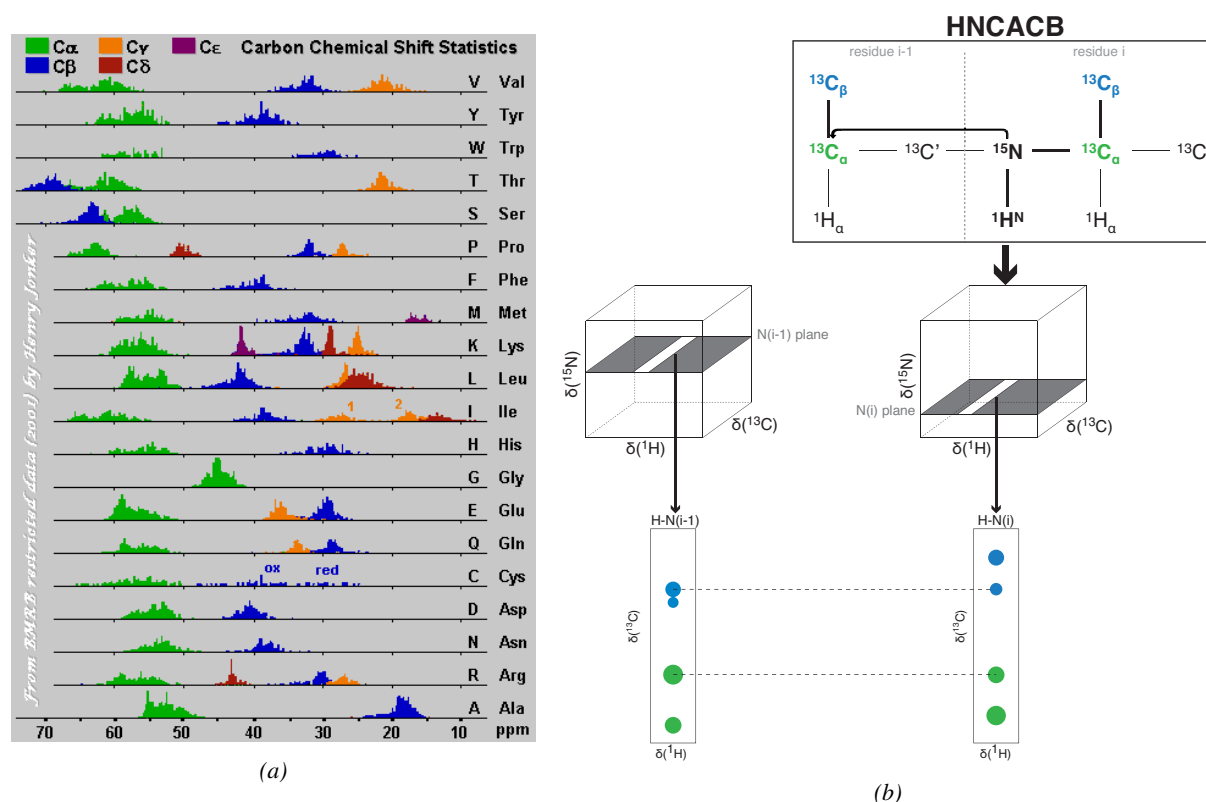 Cα Cγ Cε Carbon Chemical Shift Statistics
Cβ Cδ
V Val
Y Tyr
W Trp
T Thr
S Ser
P Pro
F Phe
M Met
K Lys
L Leu
1 2
I Ile
H His
G Gly
E Glu
Q Gln
ox red
C Cys
D Asp
N Asn
R Arg
A Ala
70 60 50 40 30 20 10 ppm
From BMRB restricted data (2001) by Henry Jonker
(a)
HNCACB
residue i-1 residue i
13Cβ 13Cβ
13Cα 13C' 15N 13Cα 13C
1Hα 1HN 1Hα
N(i-1) plane
δ(15N)
δ(13C)
δ(1H)
δ(15N)
N(i) plane
δ(13C)
δ(1H)
H-N(i-1) H-N(i)
δ(13C) δ(13C)
δ(1H) δ(1H)
(b)